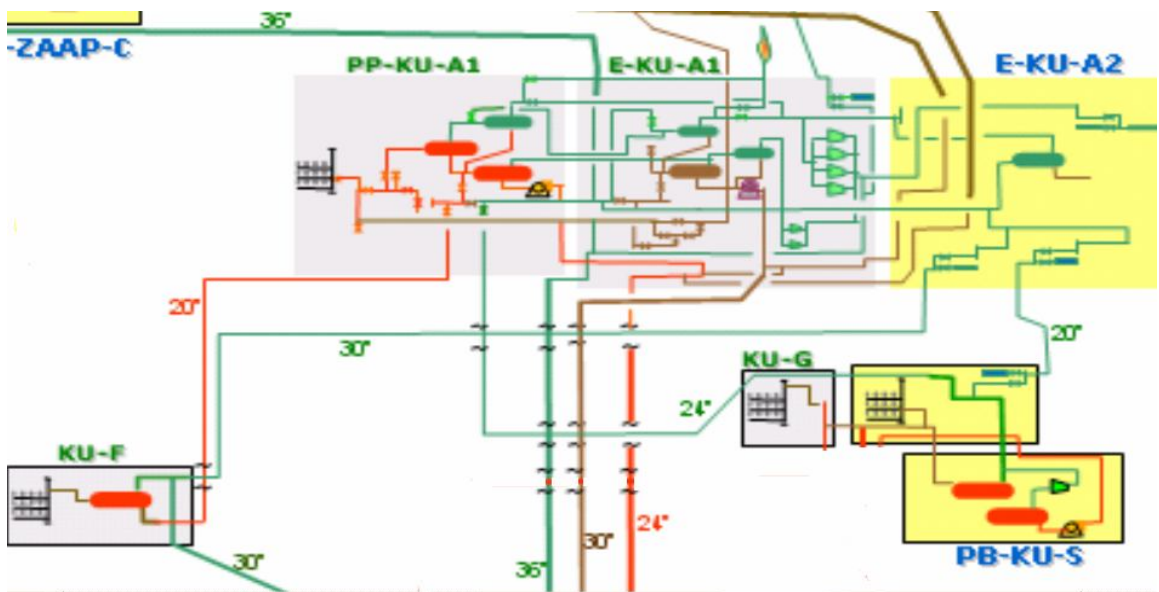 36"
-ZAAP-C
PP-KU-A1
E-KU-A1
E-KU-A2
20"
30"
20"
KU-G
24"
KU-F
24"
30"
30"
36"
PB-KU-S